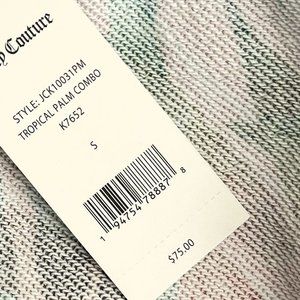 Couture
STYLE: JCK10031PM
TROPICAL PALM COMBO
K7652
S
1 94754 78887 8
$75.00